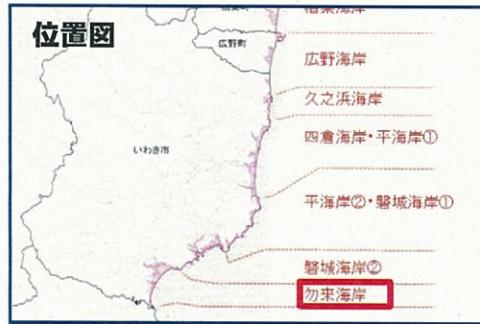 位置図
広野町
広野海岸
久之浜海岸
四倉海岸・平海岸①
いわき市
平海岸②・磐城海岸①
磐城海岸②
勿来海岸